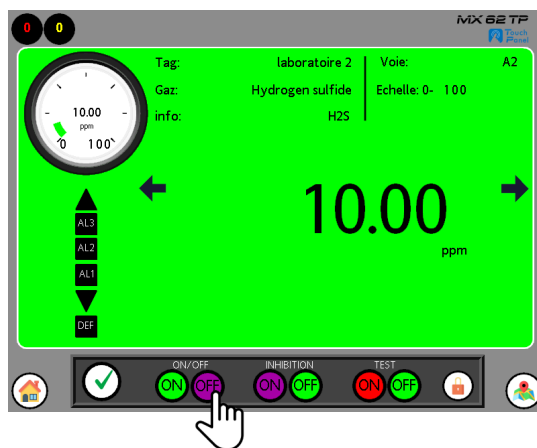 0 0
MX 62 TP
Touch
Panel
Tag: laboratoire 2 Voie: A2
Gaz: Hydrogen sulfide Echelle: 0- 100
info: H2S
10.00
ppm
0 100
10.00
ppm
AL3
AL2
AL1
DEF
ON/OFF INHIBITION TEST
ON OFF ON OFF ON OFF